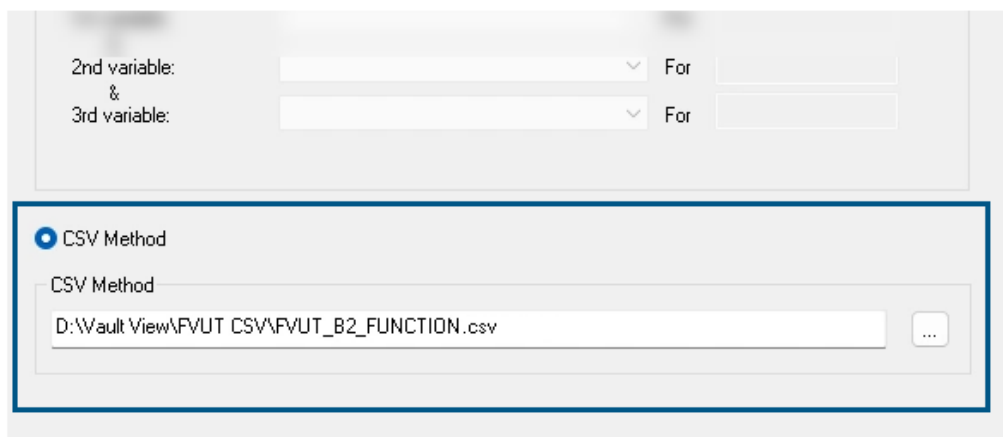 2nd variable: For
&
3rd variable: For
CSV Method
CSV Method
D:\Vault View\FVUT CSV\FVUT_B2_FUNCTION.csv
...